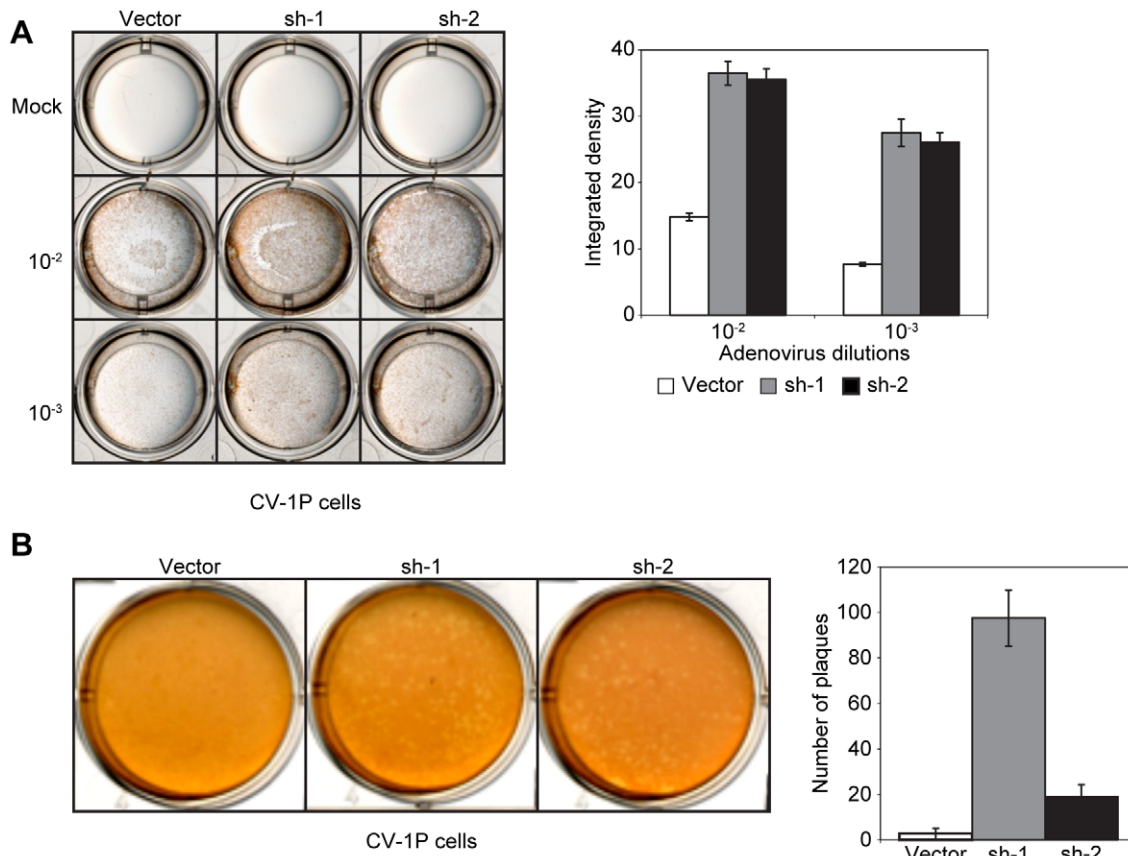 A
Vector sh-1 sh-2
Mock
10⁻²
10⁻³
CV-1P cells
40
30
20
10
0
Integrated density
10⁻² 10⁻³
Adenovirus dilutions
Vector sh-1 sh-2
B
Vector sh-1 sh-2
CV-1P cells
120
100
80
60
40
20
0
Number of plaques
Vector sh-1 sh-2